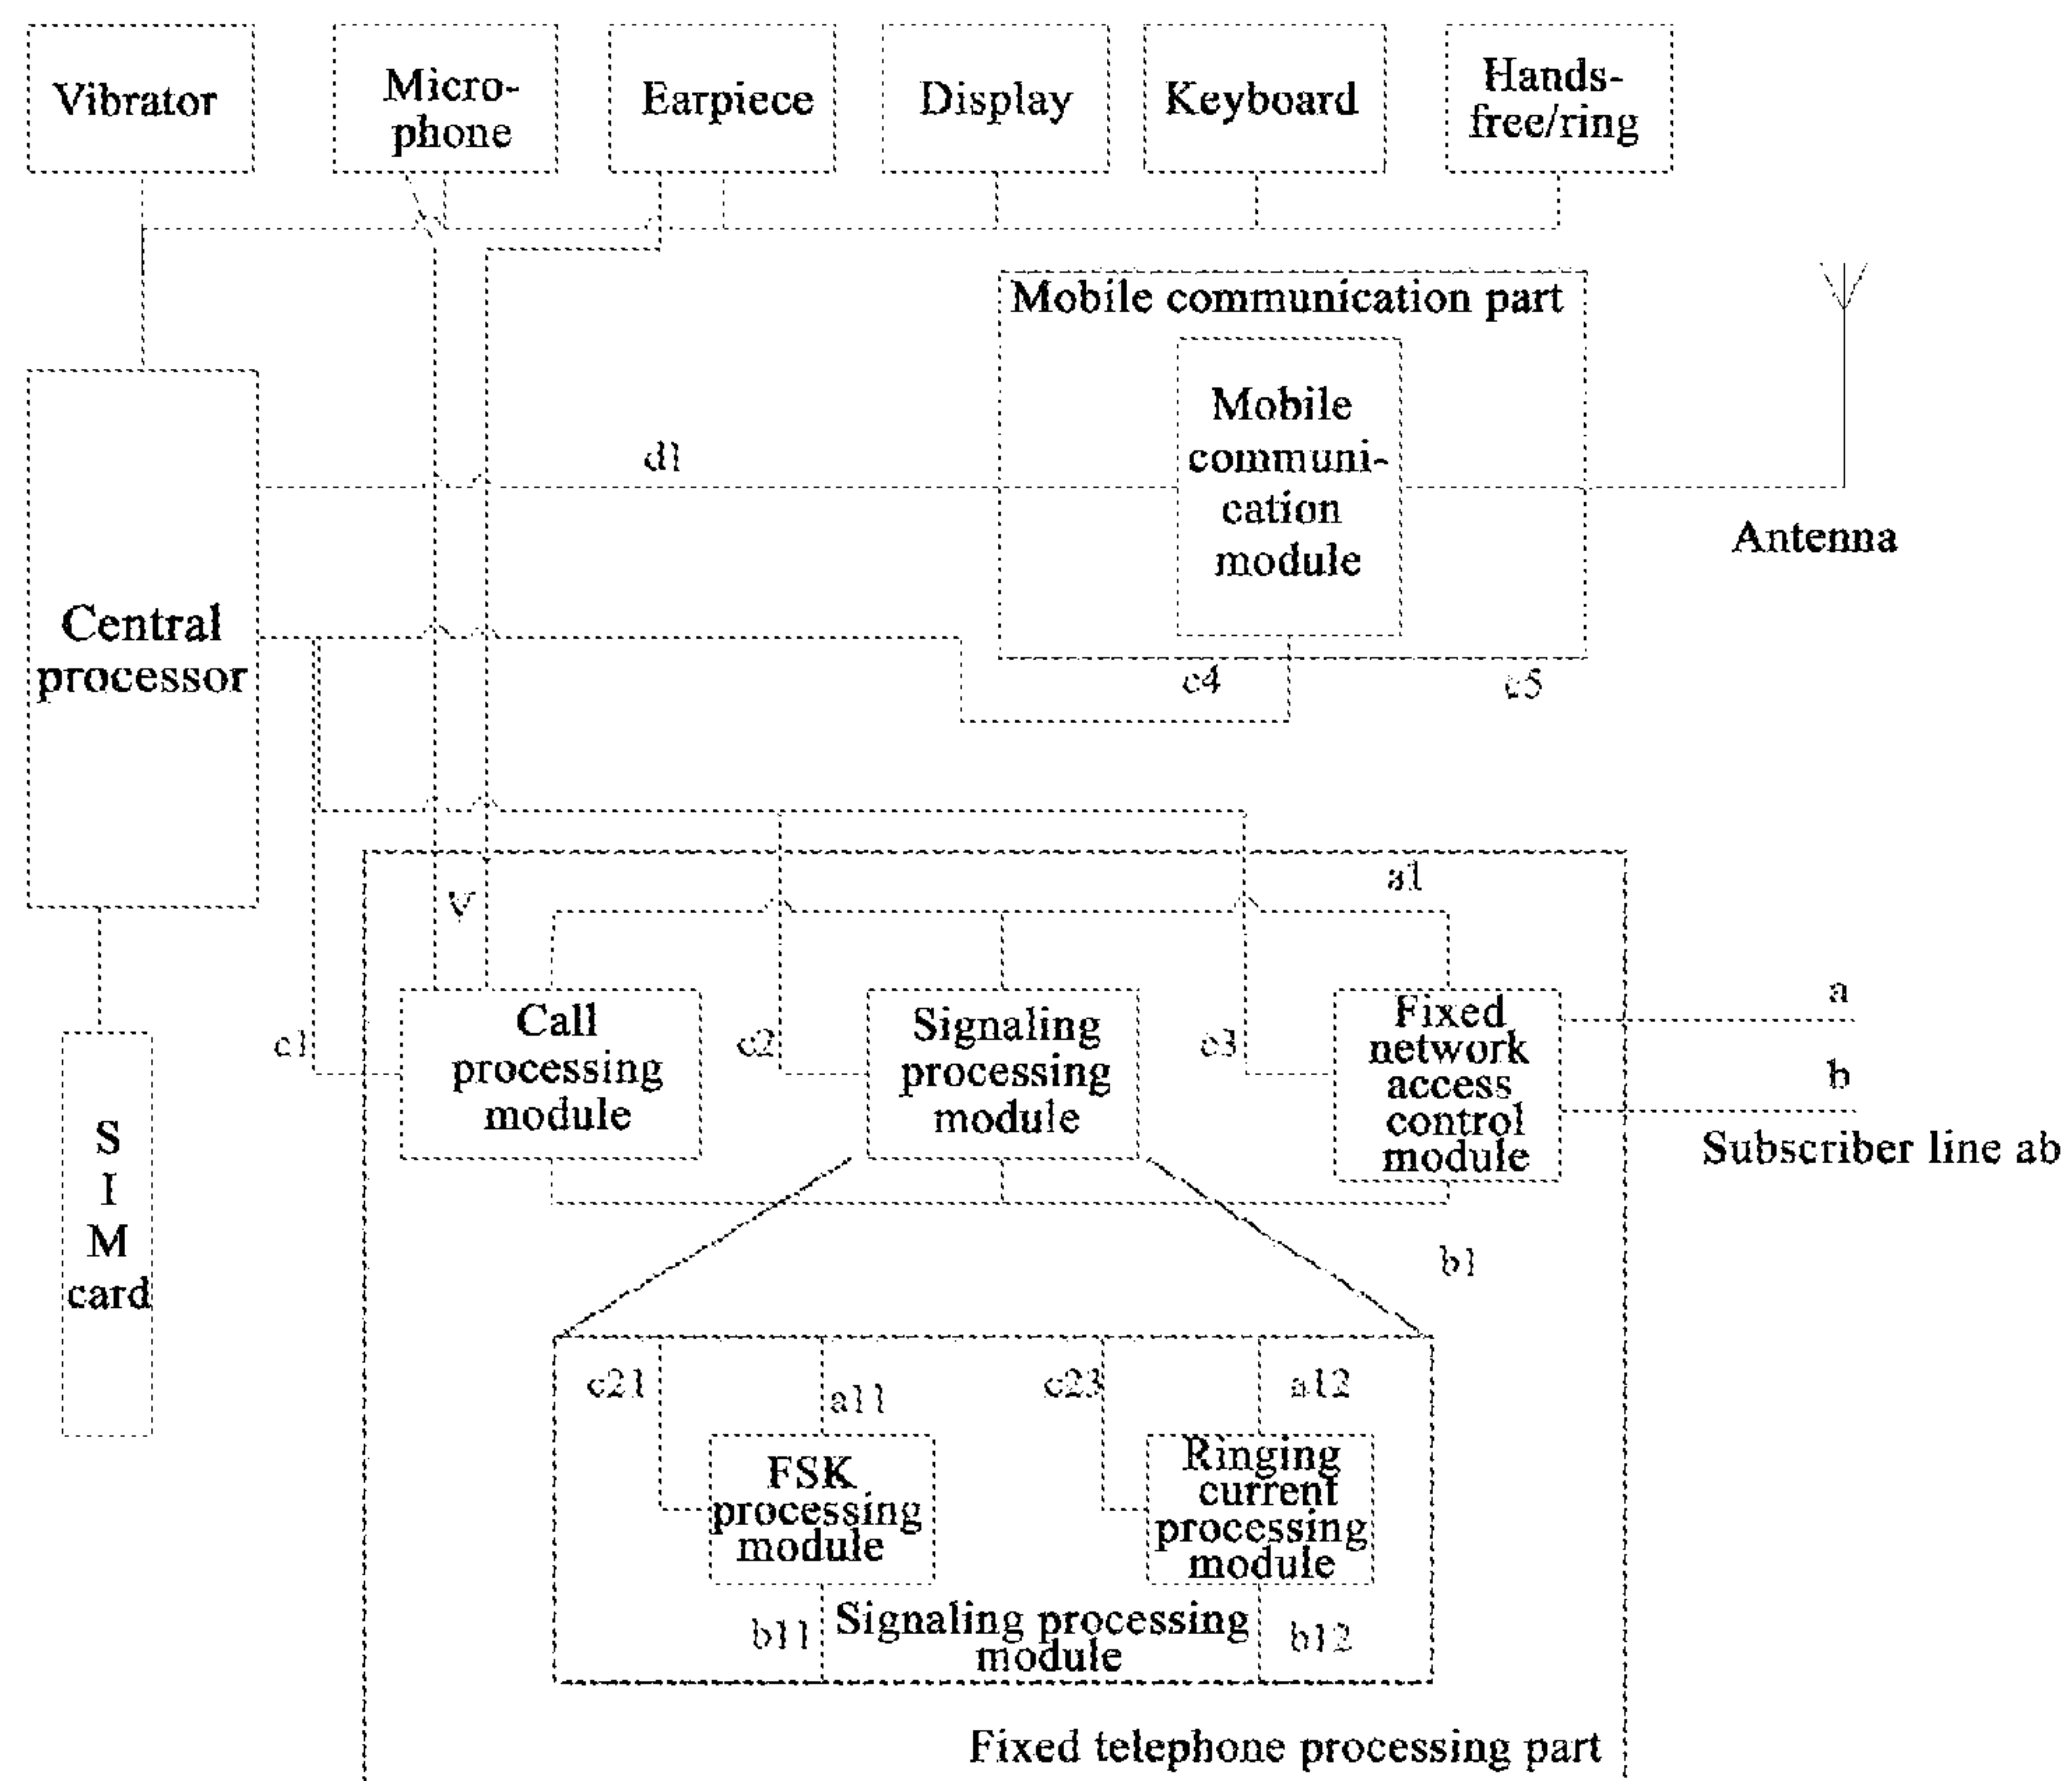 Vibrator
Micro-
phone
Earpiece
Display
Keyboard
Hands-
free/ring
Mobile communication part
Mobile
communi-
cation
module
d1
Antenna
Central
processor
c4
c5
a1
V
Call
processing
module
Signaling
processing
module
Fixed
network
access
control
module
c1
c2
c3
a
b
Subscriber line ab
S
I
M
card
b1
c21
a11
c23
a12
FSK
processing
module
Ringing
current
processing
module
b11
Signaling processing
module
b12
Fixed telephone processing part